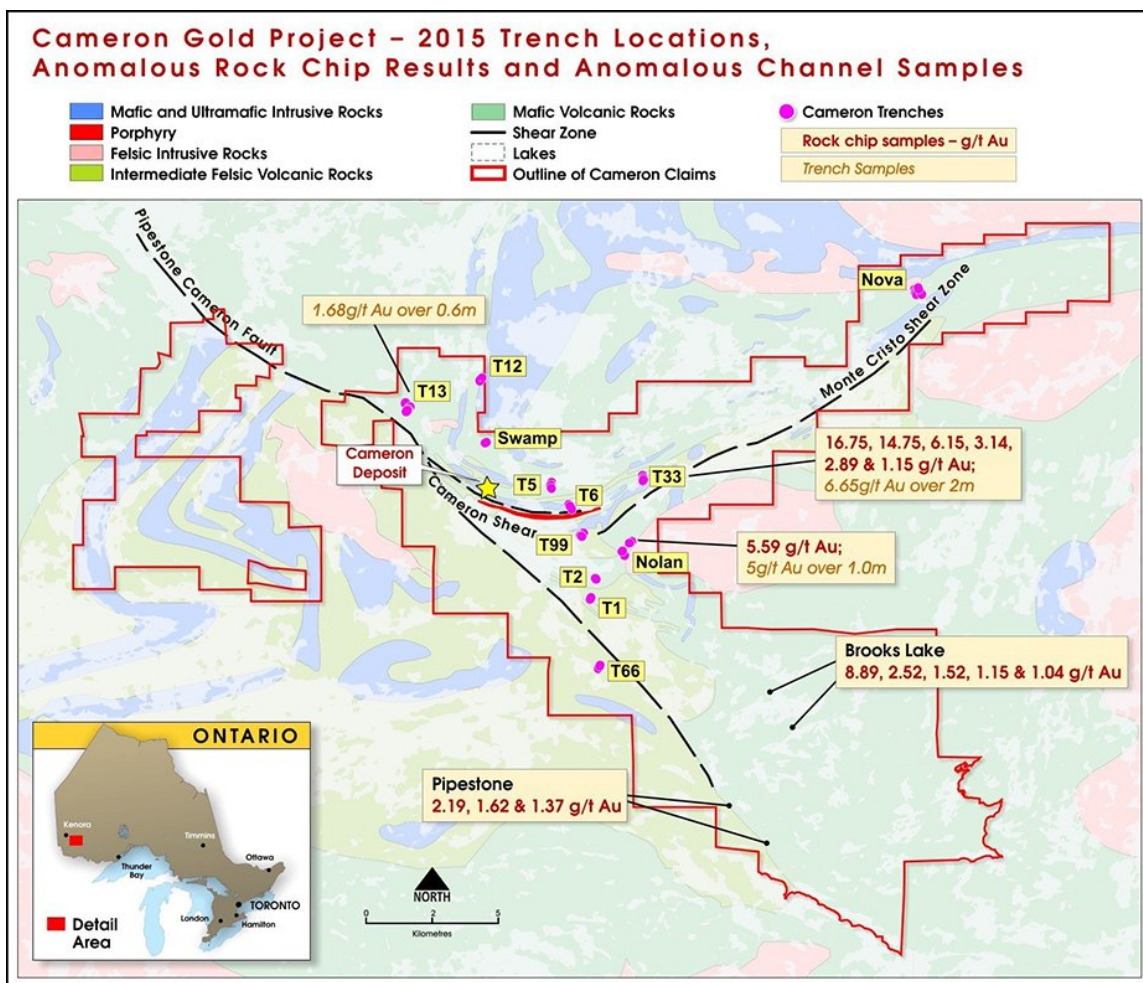 Cameron Gold Project – 2015 Trench Locations,
Anomalous Rock Chip Results and Anomalous Channel Samples
Mafic and Ultramafic Intrusive Rocks
Porphyry
Felsic Intrusive Rocks
Intermediate Felsic Volcanic Rocks
Mafic Volcanic Rocks
Shear Zone
Lakes
Outline of Cameron Claims
Cameron Trenches
Rock chip samples – g/t Au
Trench Samples
Pipestone Cameron Fault
Nova
Monte Cristo Shear Zone
1.68g/t Au over 0.6m
T12
T13
Swamp
Cameron
Deposit
Cameron Shear
T5
T6
T33
16.75, 14.75, 6.15, 3.14,
2.89 & 1.15 g/t Au;
6.65g/t Au over 2m
T99
Nolan
5.59 g/t Au;
5g/t Au over 1.0m
T2
T1
T66
Brooks Lake
8.89, 2.52, 1.52, 1.15 & 1.04 g/t Au
Pipestone
2.19, 1.62 & 1.37 g/t Au
ONTARIO
Kenora
Timmins
Thunder
Bay
Ottawa
TORONTO
London
Hamilton
Detail
Area
NORTH
0 2 5
Kilometres